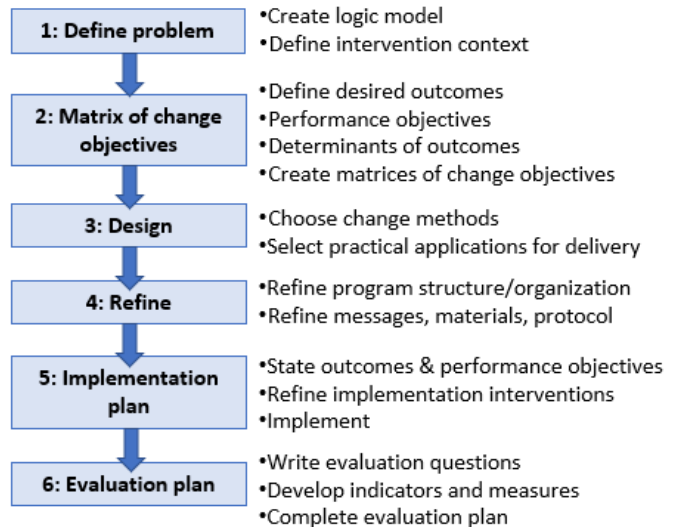 1: Define problem
•Create logic model
•Define intervention context
2: Matrix of change
objectives
•Define desired outcomes
•Performance objectives
•Determinants of outcomes
•Create matrices of change objectives
3: Design
•Choose change methods
•Select practical applications for delivery
4: Refine
•Refine program structure/organization
•Refine messages, materials, protocol
5: Implementation
plan
•State outcomes & performance objectives
•Refine implementation interventions
•Implement
6: Evaluation plan
•Write evaluation questions
•Develop indicators and measures
•Complete evaluation plan